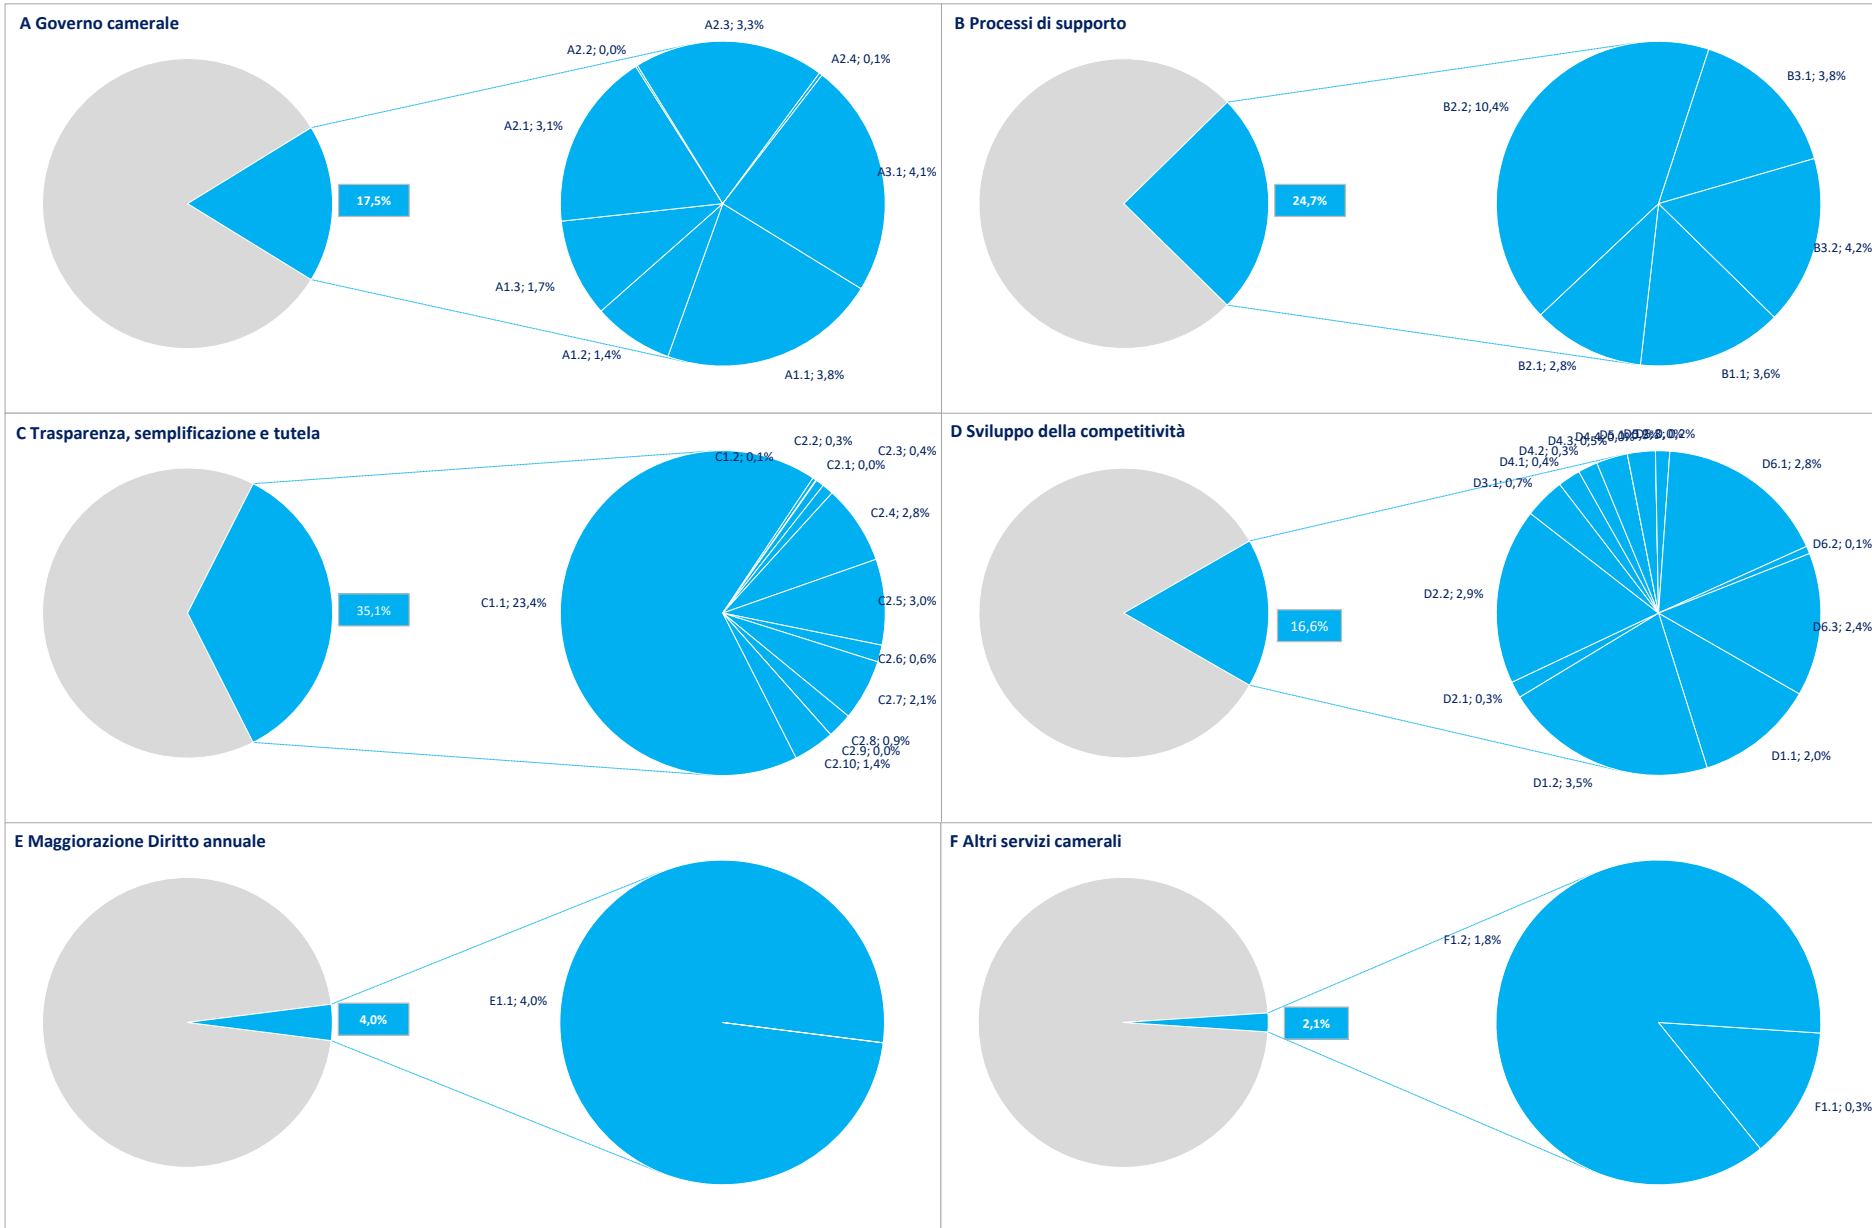 A Governo camerale
A2.3; 3,3%
A2.2; 0,0%
A2.4; 0,1%
A2.1; 3,1%
A3.1; 4,1%
17,5%
A1.3; 1,7%
A1.2; 1,4%
A1.1; 3,8%
B Processi di supporto
B3.1; 3,8%
B2.2; 10,4%
24,7%
B3.2; 4,2%
B2.1; 2,8%
B1.1; 3,6%
C Trasparenza, semplificazione e tutela
C2.2; 0,3%
C2.3; 0,4%
C1.2; 0,1%
C2.1; 0,0%
C2.4; 2,8%
C1.1; 23,4%
C2.5; 3,0%
35,1%
C2.6; 0,6%
C2.7; 2,1%
C2.8; 0,9%
C2.9; 0,0%
C2.10; 1,4%
D Sviluppo della competitività
D4.3; 0,5%
D4.2; 0,3%
D4.1; 0,4%
D6.1; 2,8%
D3.1; 0,7%
D6.2; 0,1%
D2.2; 2,9%
16,6%
D6.3; 2,4%
D2.1; 0,3%
D1.1; 2,0%
D1.2; 3,5%
E Maggiorazione Diritto annuale
E1.1; 4,0%
4,0%
F Altri servizi camerali
F1.2; 1,8%
2,1%
F1.1; 0,3%